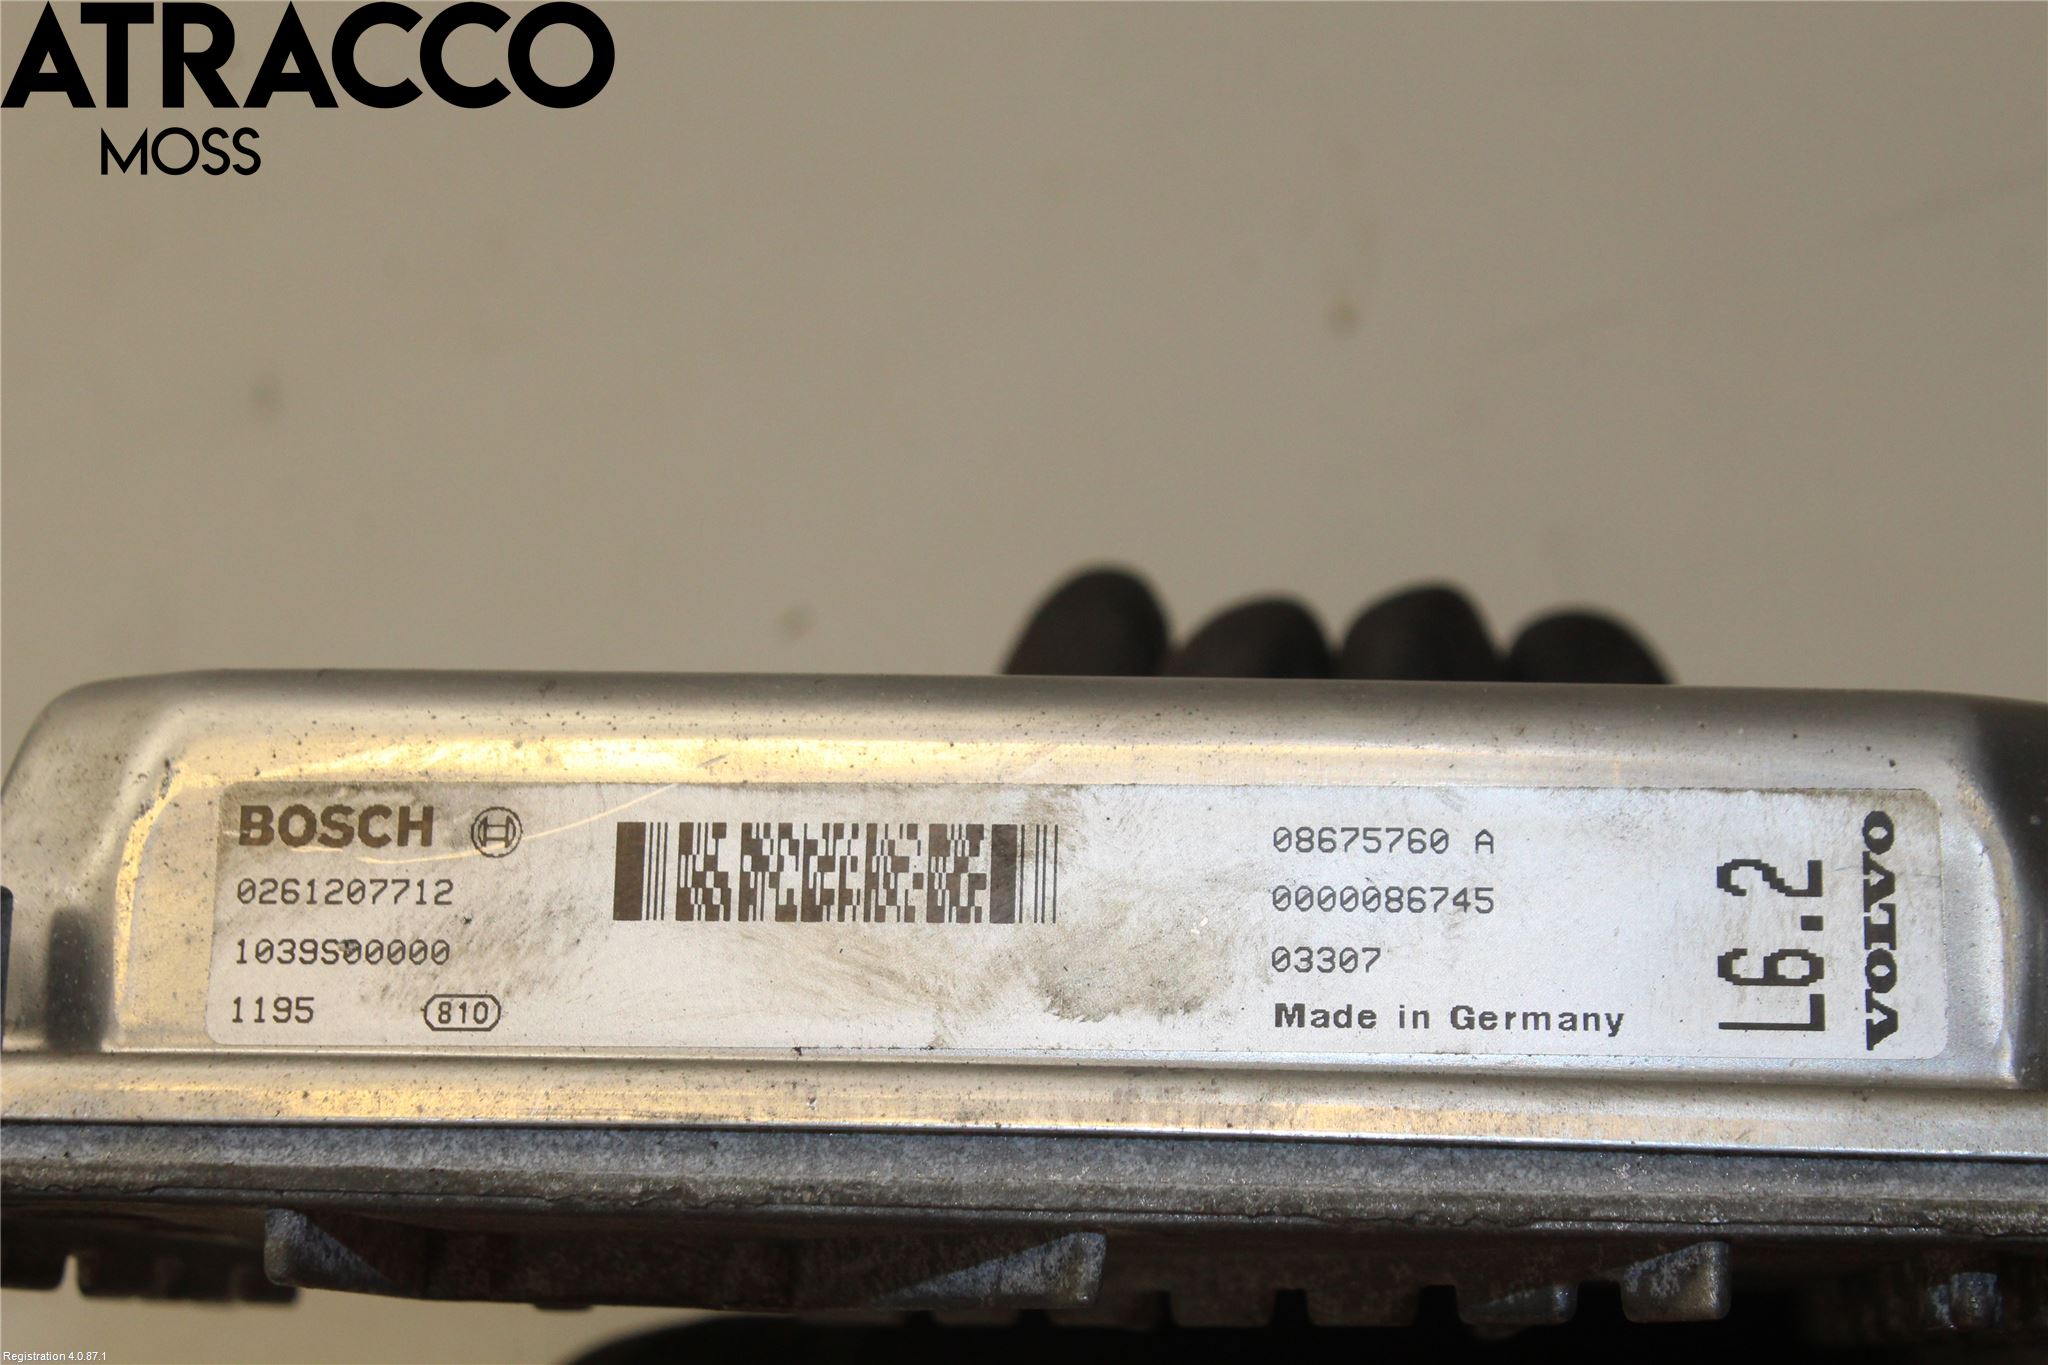 ATRACCO
MOSS
BOSCH
0261207712
1039S00000
1195
810
08675760 A
0000086745
03307
Made in Germany
L6.2
VOLVO
Registration 4.0.87.1